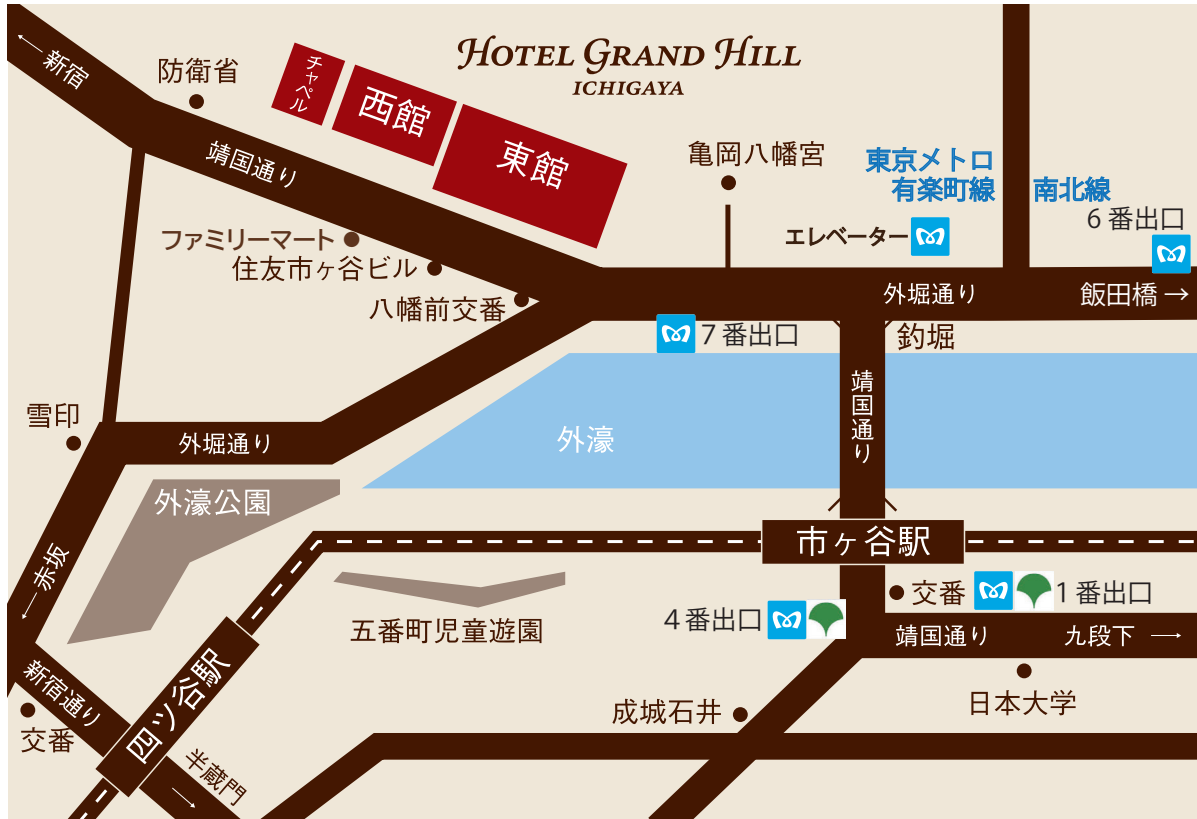 HOTEL GRAND HILL
ICHIGAYA
← 新宿
防衛省
チャペル
西館
東館
靖国通り
亀岡八幡宮
東京メトロ
有楽町線
南北線
6番出口
エレベーター
ファミリーマート
住友市ヶ谷ビル
八幡前交番
外堀通り
飯田橋 →
7番出口
釣堀
靖国通り
雪印
外堀通り
外濠
外濠公園
市ヶ谷駅
← 赤坂
交番
1番出口
4番出口
五番町児童遊園
靖国通り
九段下 →
新宿通り
四ツ谷駅
成城石井
日本大学
交番
半蔵門
→